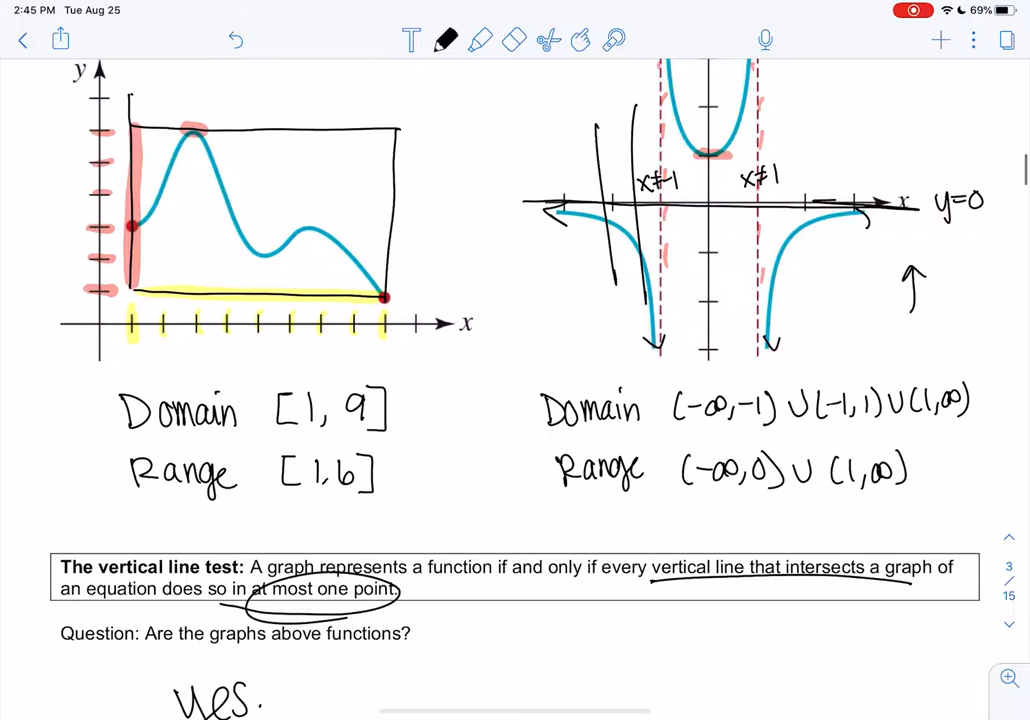 2:45 PM Tue Aug 25
69%
T
y
x
x≠-1
x≠1
x
y=0
Domain [1, 9]
Range [1,6]
Domain (-∞,-1) ∪ (-1,1) ∪ (1,∞)
Range (-∞,0) ∪ (1,∞)
The vertical line test: A graph represents a function if and only if every vertical line that intersects a graph of
an equation does so in at most one point.
3
/
15
Question: Are the graphs above functions?
yes.